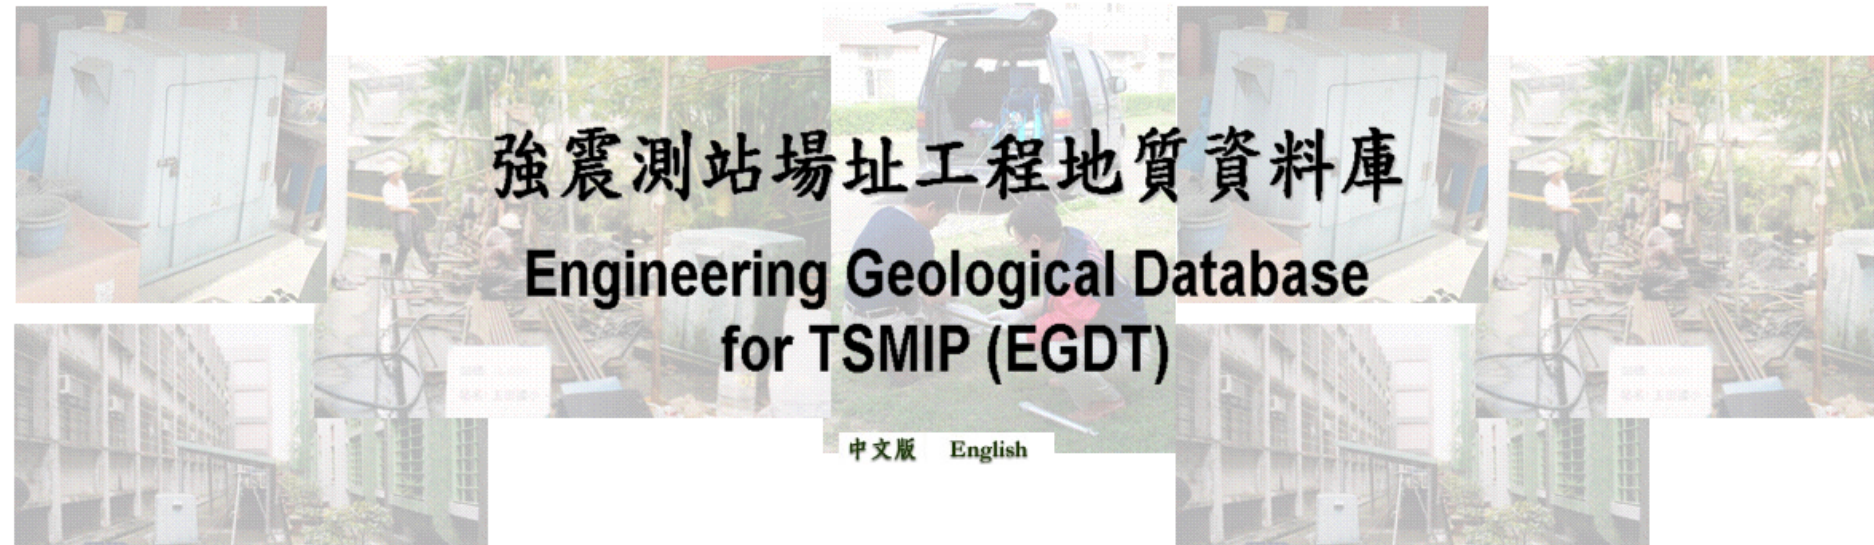 強震測站場址工程地質資料庫
Engineering Geological Database
for TSMIP (EGDT)
中文版 English